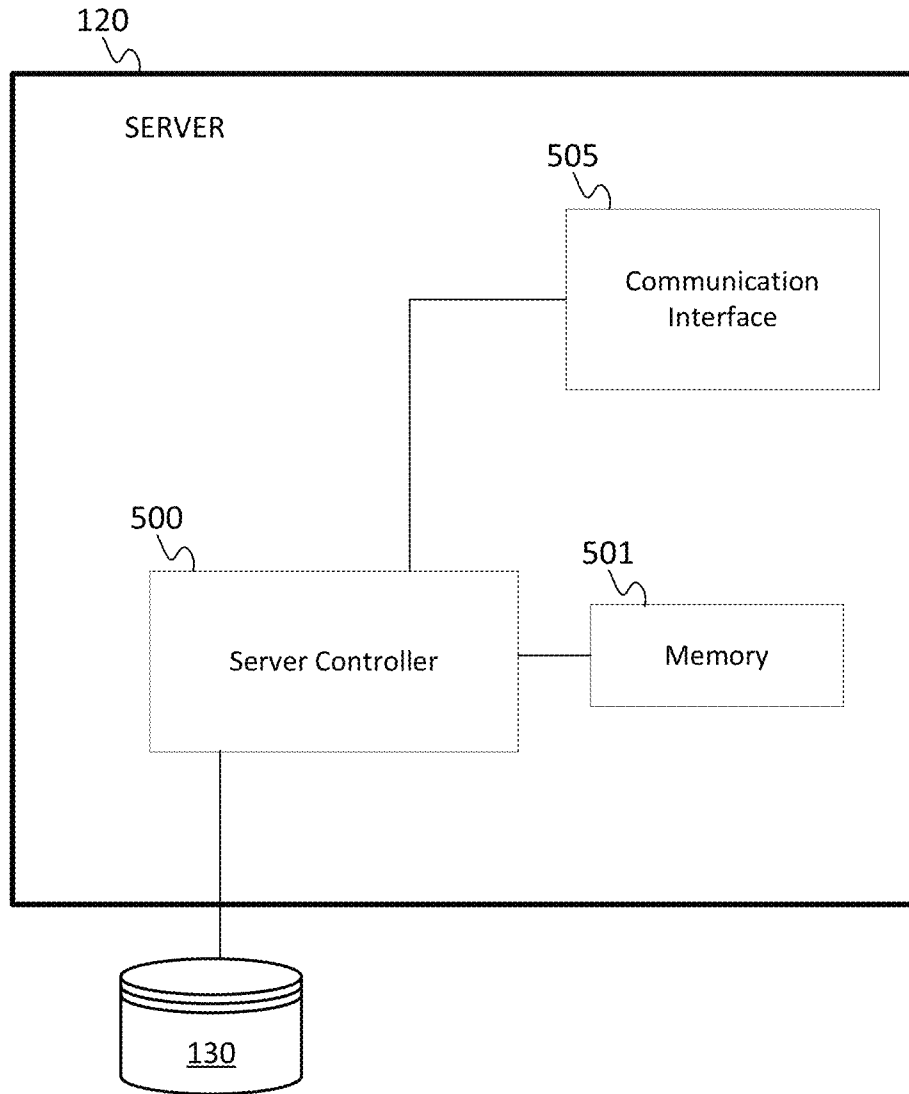 120
SERVER
505
Communication
Interface
500
501
Server Controller
Memory
130